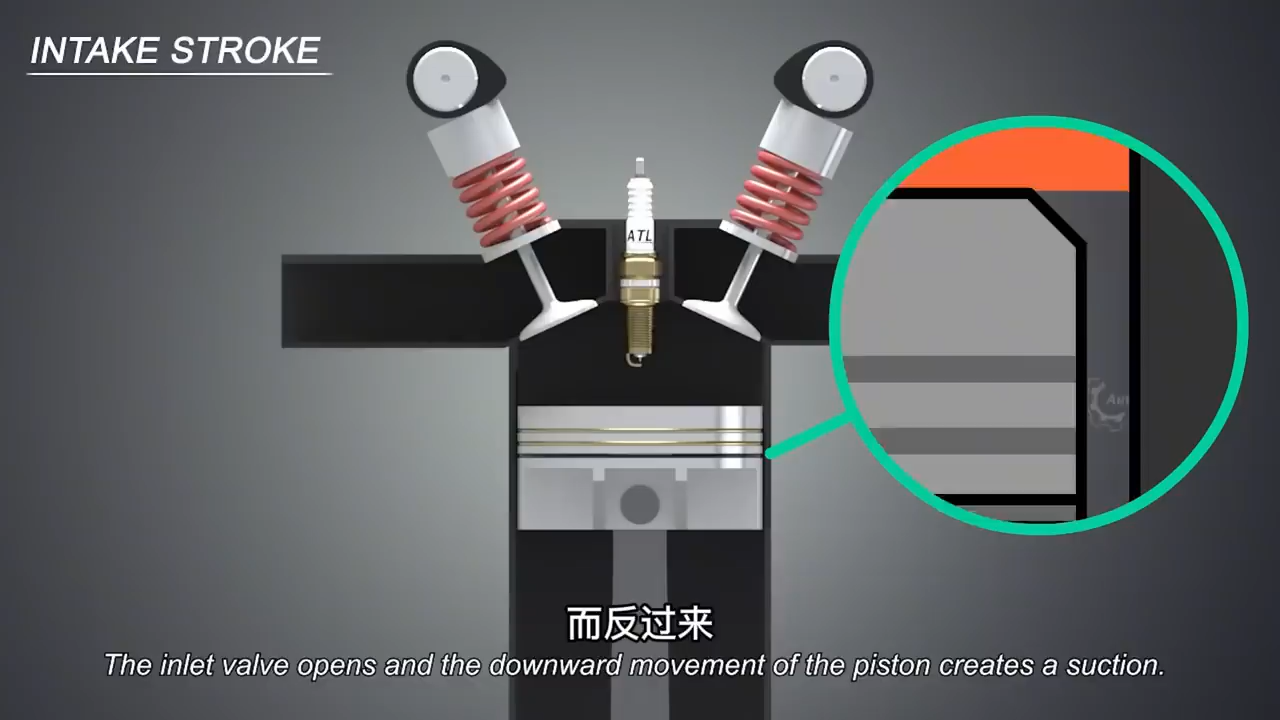 INTAKE STROKE
ATL
而反过来
The inlet valve opens and the downward movement of the piston creates a suction.